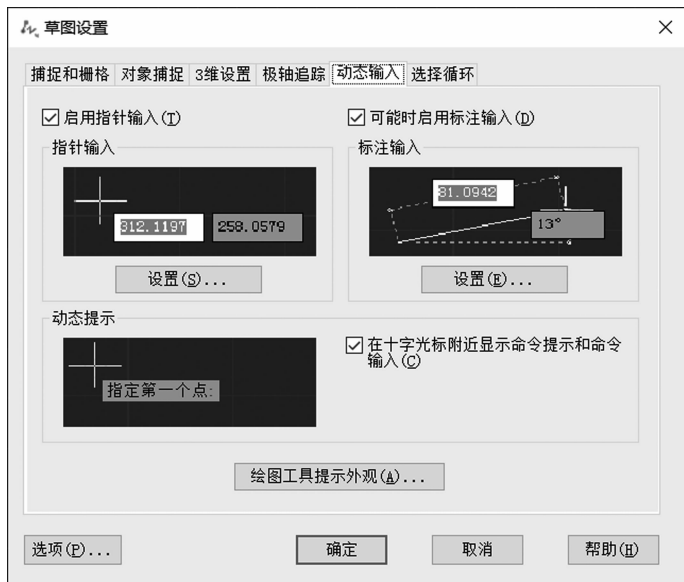 草图设置
捕捉和栅格 对象捕捉 3维设置 极轴追踪 动态输入 选择循环
启用指针输入(T)
可能时启用标注输入(D)
指针输入
标注输入
312.1197 258.0579
81.0942
13°
设置(S)...
设置(E)...
动态提示
指定第一个点:
在十字光标附近显示命令提示和命令
输入(C)
绘图工具提示外观(A)...
选项(P)... 确定 取消 帮助(H)